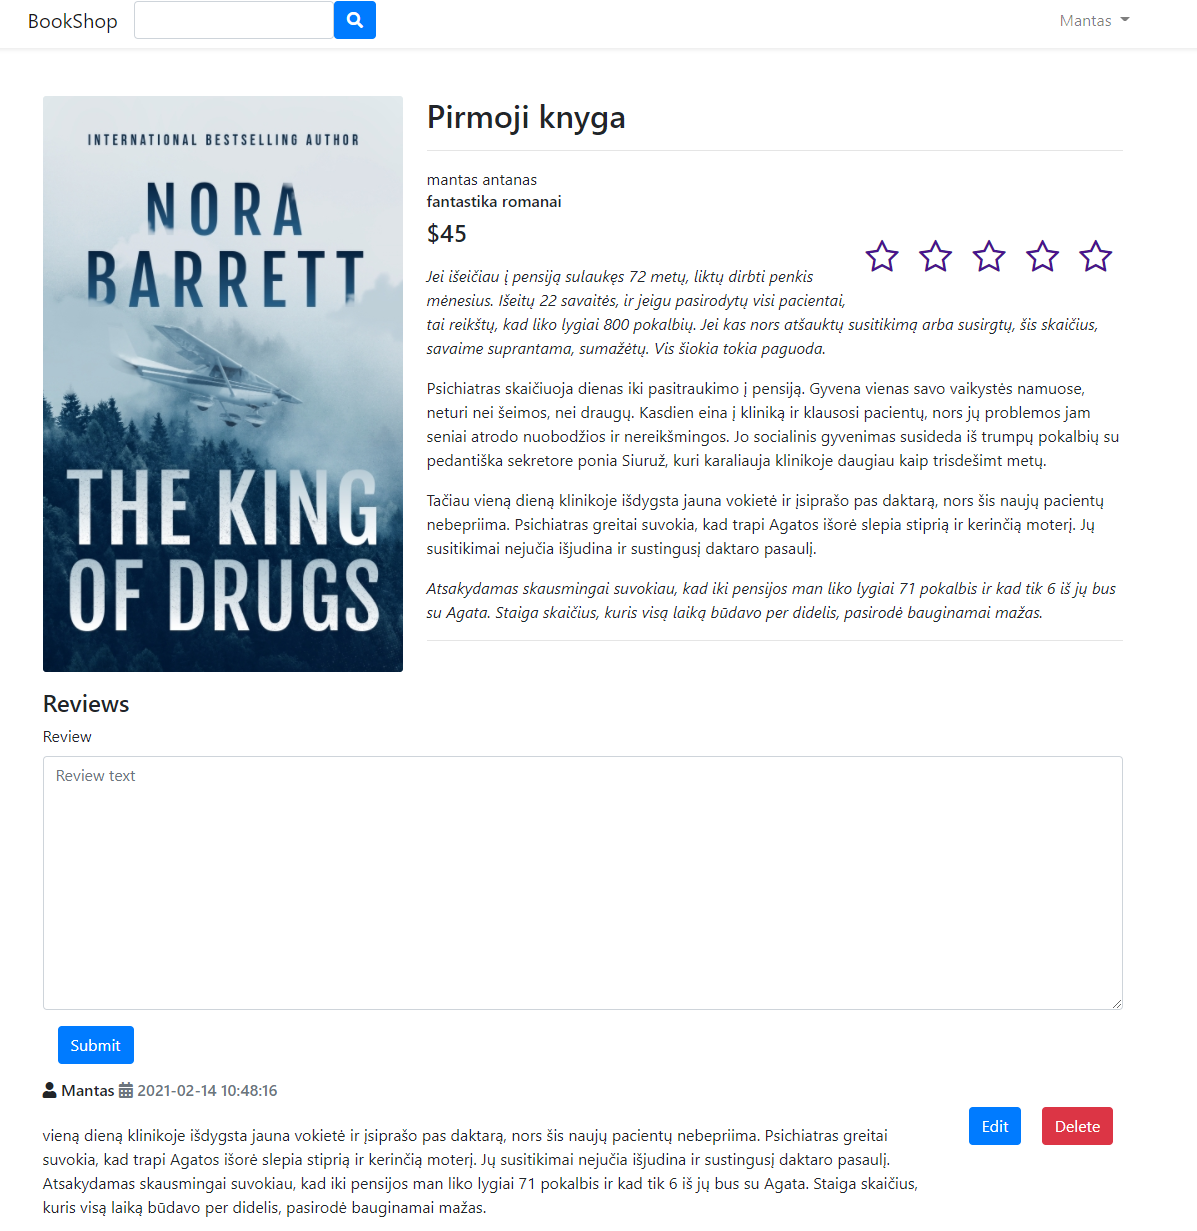 BookShop
Mantas
INTERNATIONAL BESTSELLING AUTHOR
NORA
BARRETT
THE KING
OF DRUGS
Pirmoji knyga
mantas antanas
fantastika romanai
$45
Jei išeičiau į pensiją sulaukęs 72 metų, liktų dirbti penkis
mėnesius. Išeitų 22 savaitės, ir jeigu pasirodytų visi pacientai,
tai reikštų, kad liko lygiai 800 pokalbių. Jei kas nors atšauktų susitikimą arba susirgtų, šis skaičius,
savaime suprantama, sumažėtų. Vis šiokia tokia paguoda.
Psichiatras skaičiuoja dienas iki pasitraukimo į pensiją. Gyvena vienas savo vaikystės namuose,
neturi nei šeimos, nei draugų. Kasdien eina į kliniką ir klausosi pacientų, nors jų problemos jam
seniai atrodo nuobodžios ir nereikšmingos. Jo socialinis gyvenimas susideda iš trumpų pokalbių su
pedantiška sekretore ponia Siuruž, kuri karaliauja klinikoje daugiau kaip trisdešimt metų.
Tačiau vieną dieną klinikoje išdygsta jauna vokietė ir įsiprašo pas daktarą, nors šis naujų pacientų
nebepriima. Psichiatras greitai suvokia, kad trapi Agatos išorė slepia stiprią ir kerinčią moterį. Jų
susitikimai nejučia išjudina ir sustingusį daktaro pasaulį.
Atsakydamas skausmingai suvokiau, kad iki pensijos man liko lygiai 71 pokalbis ir kad tik 6 iš jų bus
su Agata. Staiga skaičius, kuris visą laiką būdavo per didelis, pasirodė bauginamai mažas.
Reviews
Review
Review text
Submit
Mantas 2021-02-14 10:48:16
Edit
Delete
vieną dieną klinikoje išdygsta jauna vokietė ir įsiprašo pas daktarą, nors šis naujų pacientų nebepriima. Psichiatras greitai
suvokia, kad trapi Agatos išorė slepia stiprią ir kerinčią moterį. Jų susitikimai nejučia išjudina ir sustingusį daktaro pasaulį.
Atsakydamas skausmingai suvokiau, kad iki pensijos man liko lygiai 71 pokalbis ir kad tik 6 iš jų bus su Agata. Staiga skaičius,
kuris visą laiką būdavo per didelis, pasirodė bauginamai mažas.